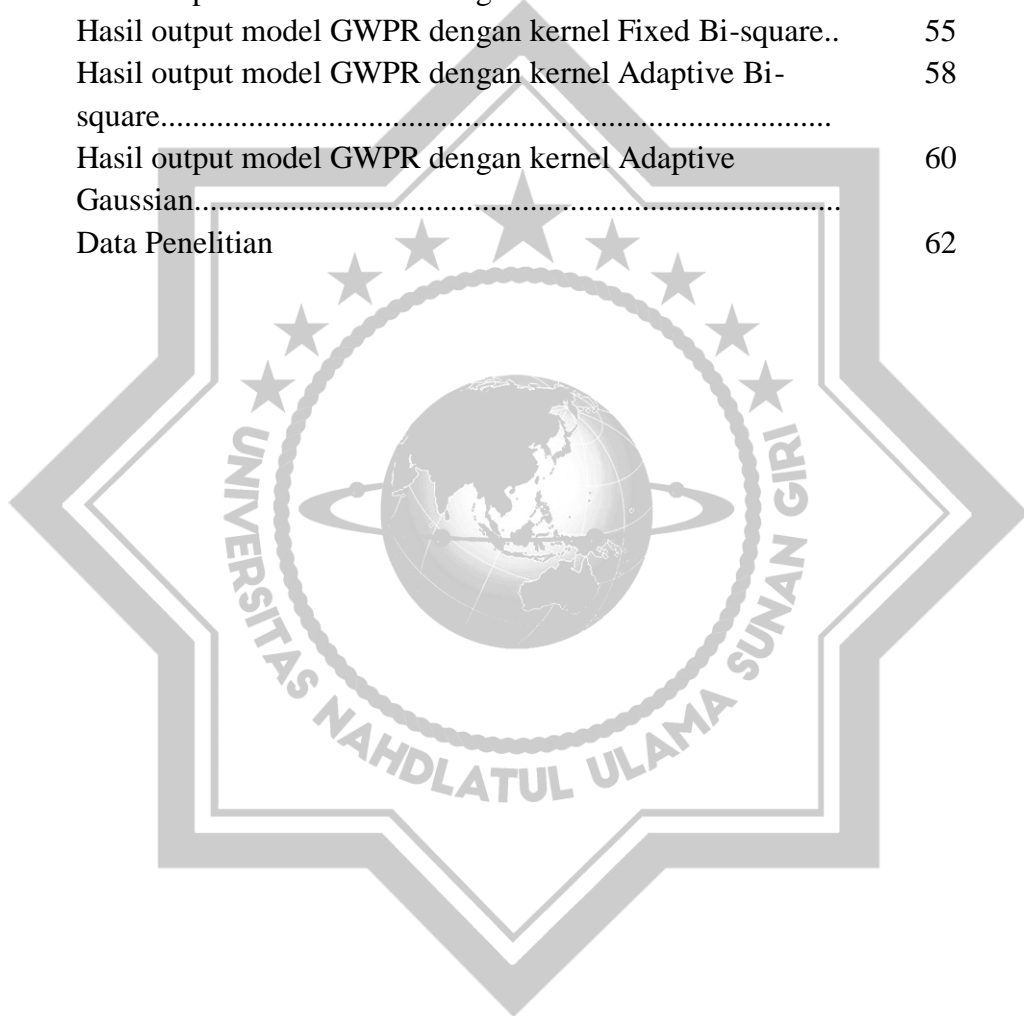 Hasil output model GWPR dengan kernel Fixed Bi-square.. 55
Hasil output model GWPR dengan kernel Adaptive Bi- 58
square....................................................................................
Hasil output model GWPR dengan kernel Adaptive 60
Gaussian.................................................................................
Data Penelitian 62
UNIVERSITAS NAHDLATUL ULAMA SUNAN GIRI